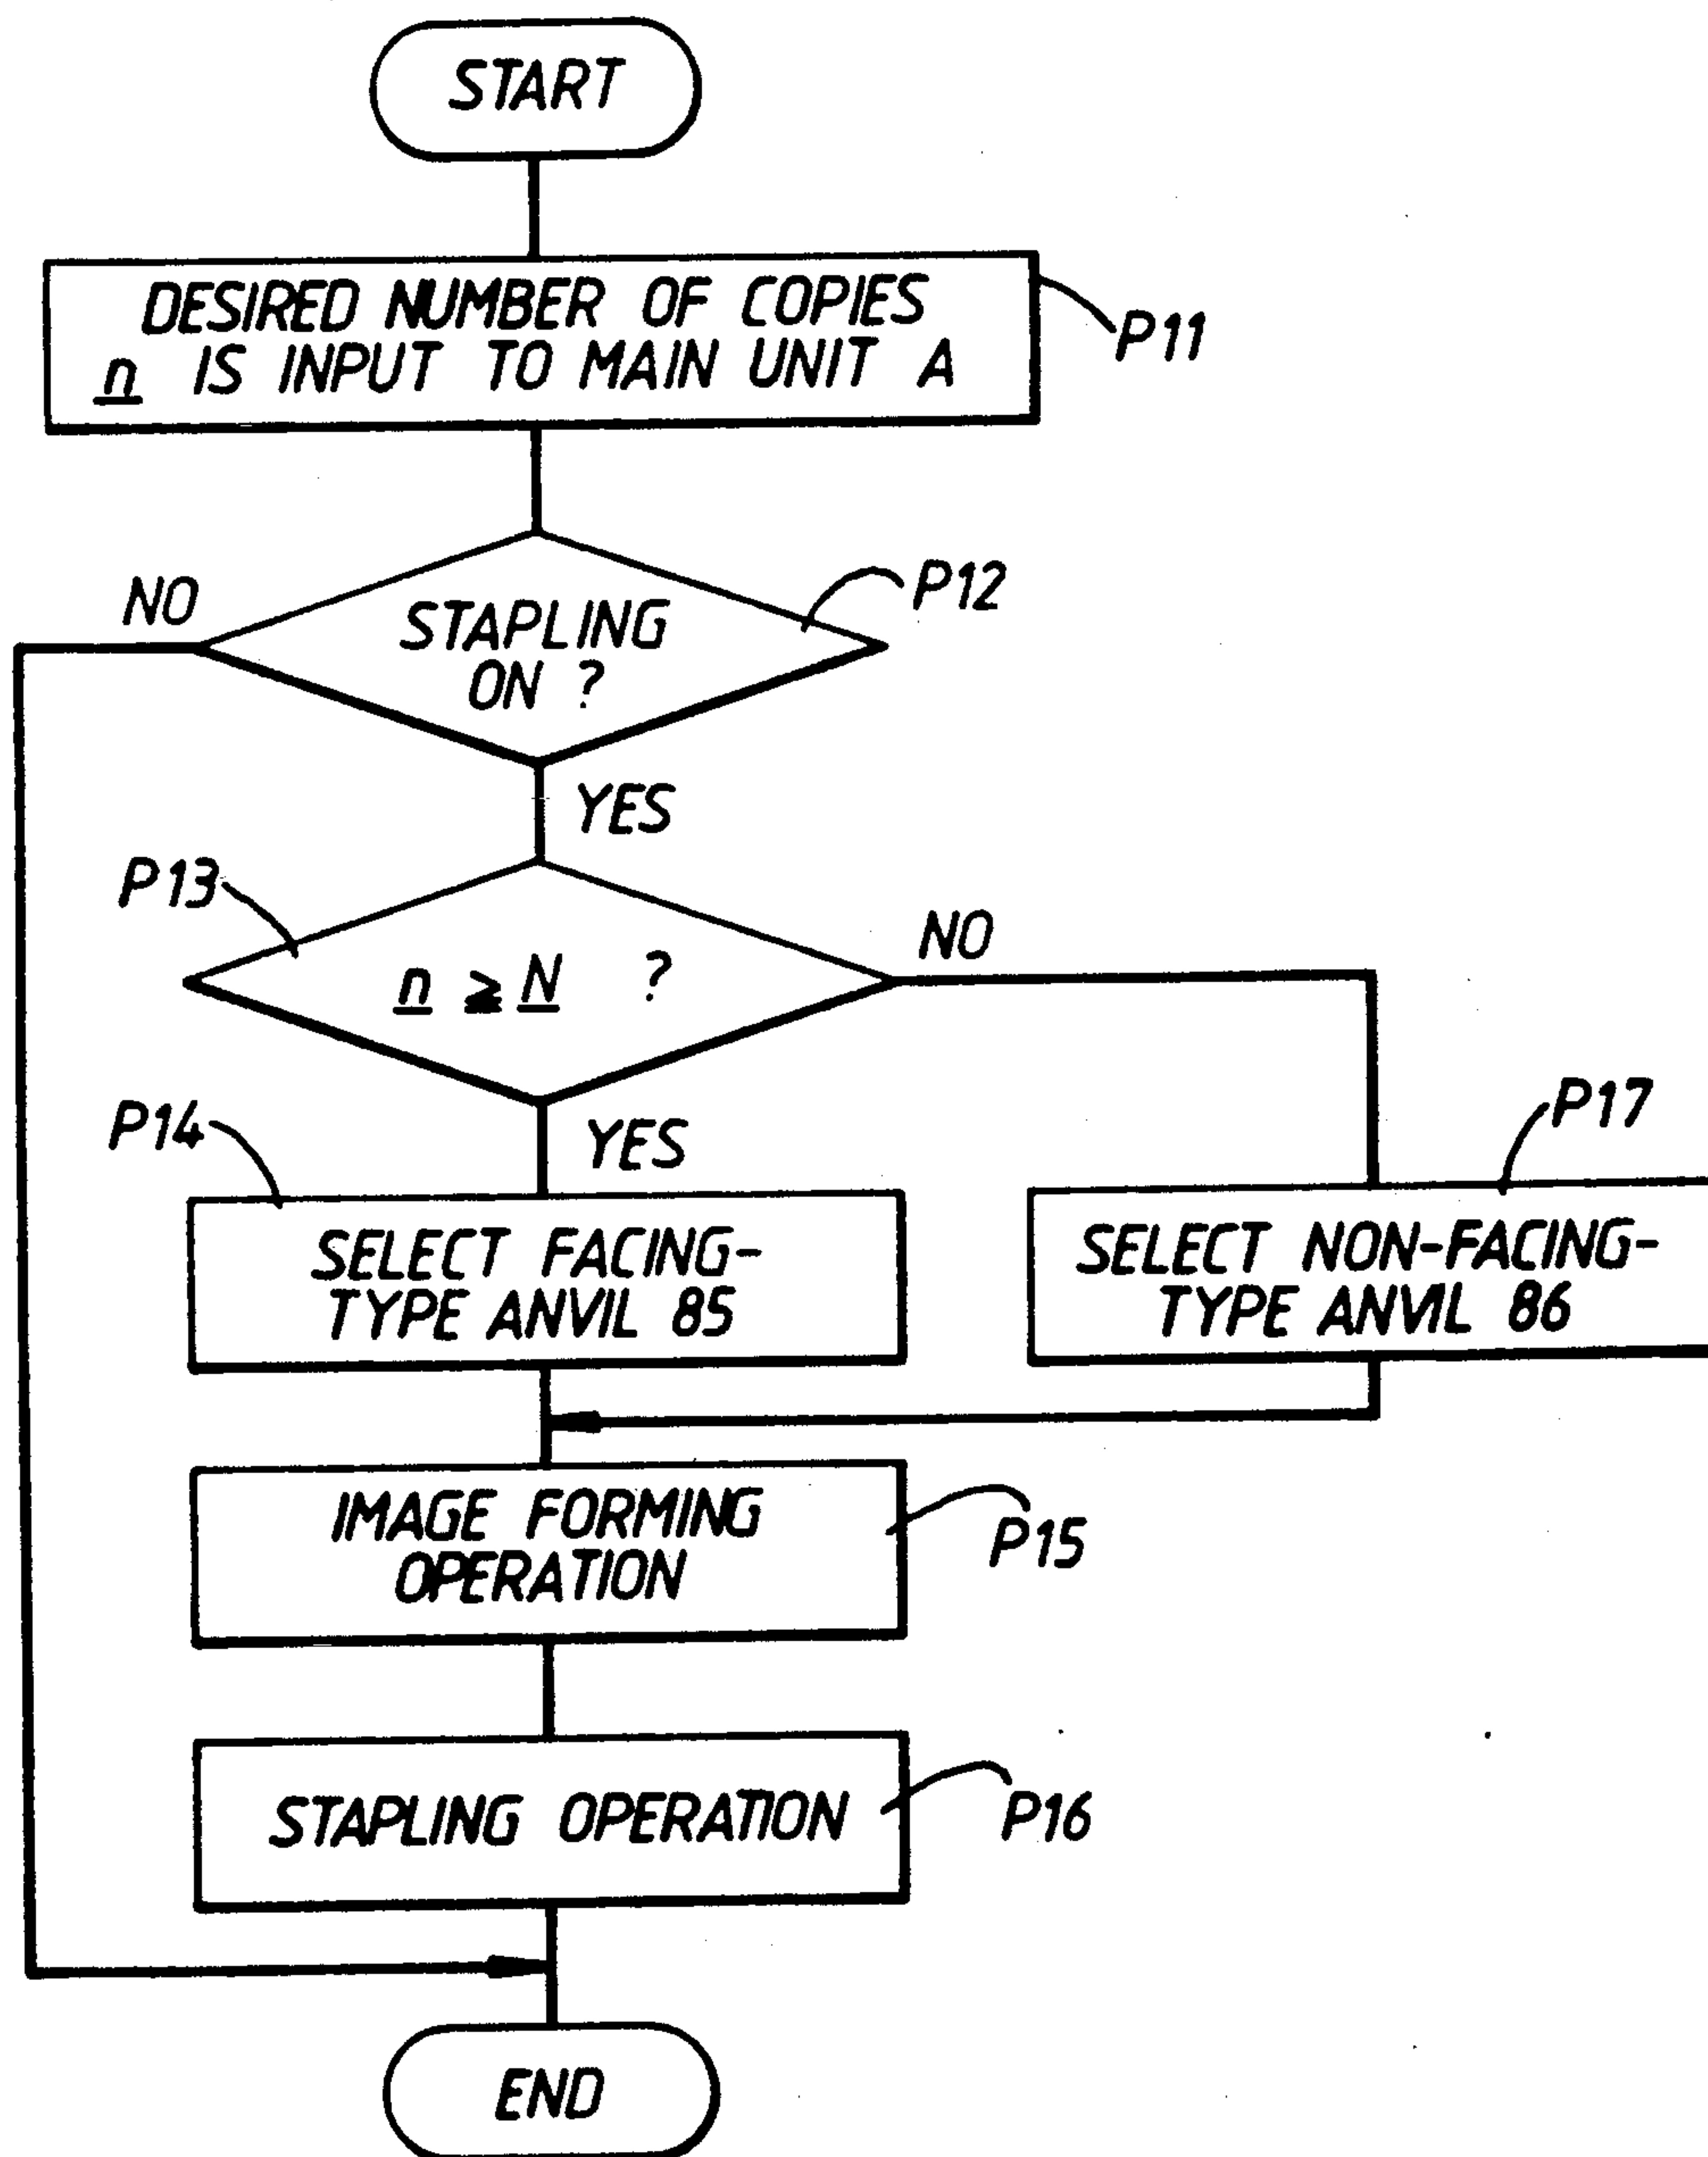 START
DESIRED NUMBER OF COPIES
n IS INPUT TO MAIN UNIT A
P11
NO
STAPLING
ON ?
P12
YES
P13
n ≧ N ?
NO
P14
YES
P17
SELECT FACING-
TYPE ANVIL 85
SELECT NON-FACING-
TYPE ANVIL 86
IMAGE FORMING
OPERATION
P15
STAPLING OPERATION
P16
END